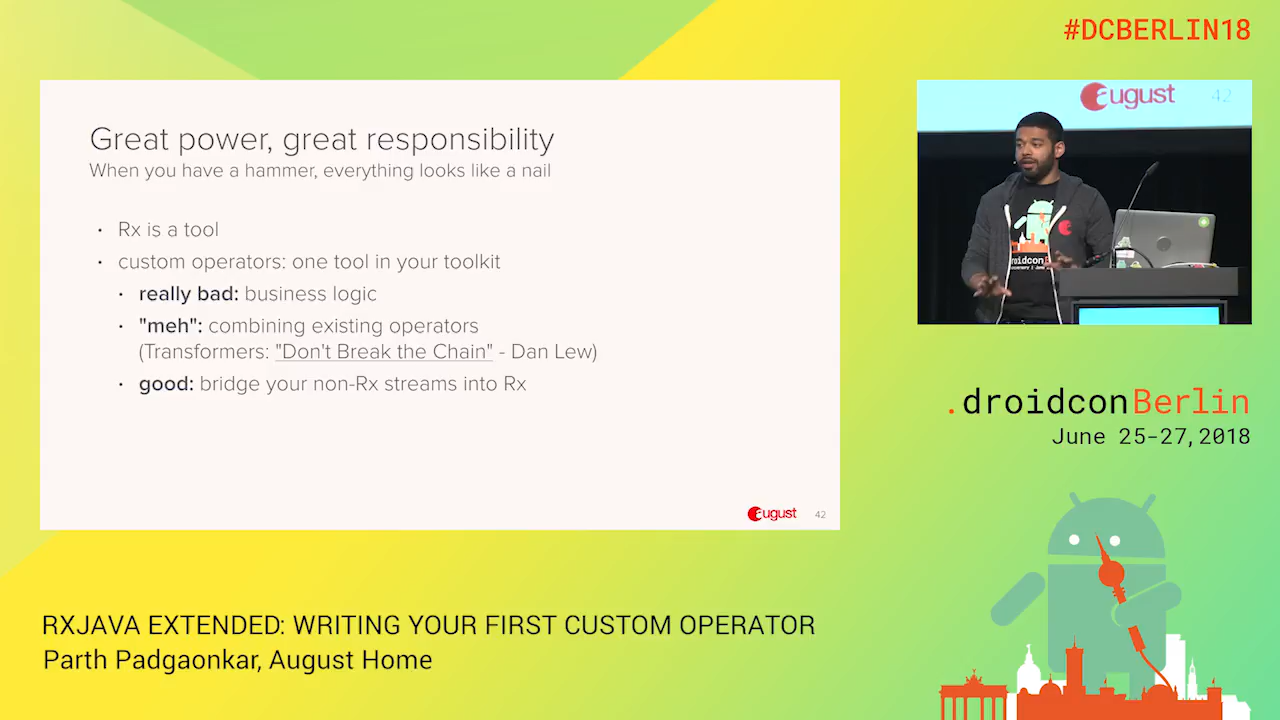 #DCBERLIN18
Great power, great responsibility
When you have a hammer, everything looks like a nail
• Rx is a tool
• custom operators: one tool in your toolkit
• really bad: business logic
• "meh": combining existing operators
(Transformers: "Don't Break the Chain" - Dan Lew)
• good: bridge your non-Rx streams into Rx
august 42
august 42
.droidconBerlin
June 25-27,2018
RXJAVA EXTENDED: WRITING YOUR FIRST CUSTOM OPERATOR
Parth Padgaonkar, August Home